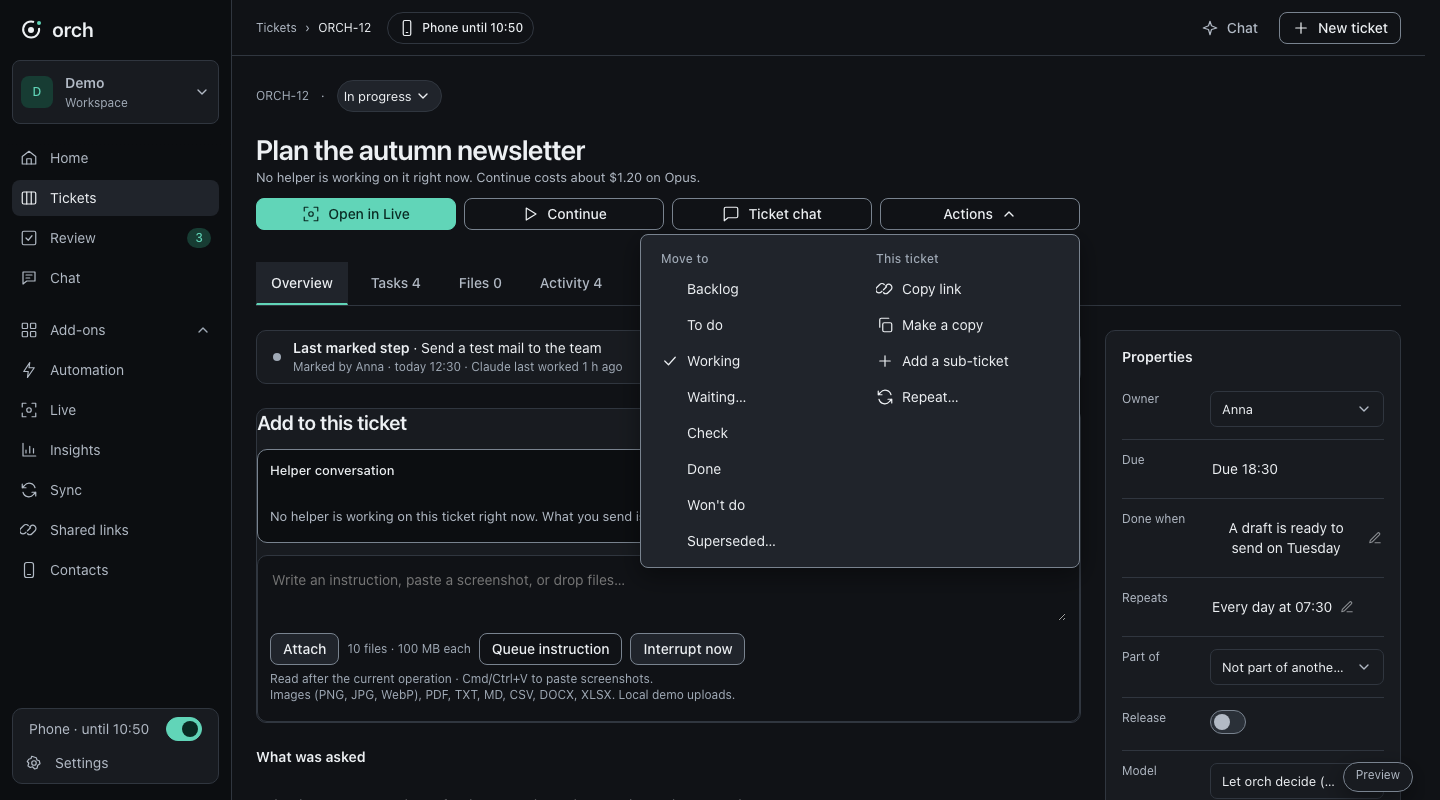 orch
D
Demo
Workspace
Home
Tickets
Review
3
Chat
Add-ons
Automation
Live
Insights
Sync
Shared links
Contacts
Phone · until 10:50
Settings
Tickets › ORCH-12
Phone until 10:50
Chat
New ticket
ORCH-12 ·
In progress
Plan the autumn newsletter
No helper is working on it right now. Continue costs about $1.20 on Opus.
Open in Live
Continue
Ticket chat
Actions
Overview
Tasks 4
Files 0
Activity 4
Move to
Backlog
To do
Working
Waiting...
Check
Done
Won't do
Superseded...
This ticket
Copy link
Make a copy
Add a sub-ticket
Repeat...
Last marked step · Send a test mail to the team
Marked by Anna · today 12:30 · Claude last worked 1 h ago
Add to this ticket
Helper conversation
No helper is working on this ticket right now. What you send
Write an instruction, paste a screenshot, or drop files...
Attach
10 files · 100 MB each
Queue instruction
Interrupt now
Read after the current operation · Cmd/Ctrl+V to paste screenshots.
Images (PNG, JPG, WebP), PDF, TXT, MD, CSV, DOCX, XLSX. Local demo uploads.
What was asked
Properties
Owner
Anna
Due
Due 18:30
Done when
A draft is ready to
send on Tuesday
Repeats
Every day at 07:30
Part of
Not part of anothe...
Release
Model
Let orch decide (...
Preview